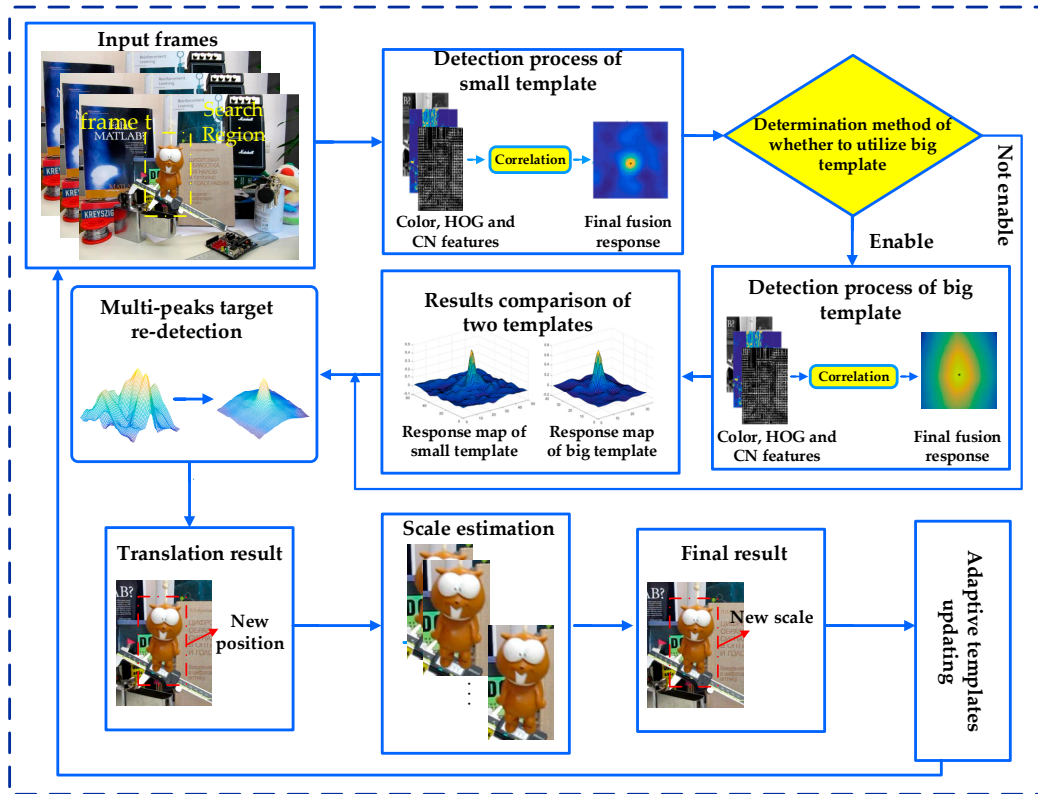 Input frames
frame t
Search
Region
MATLAB?
KREYSZIG
Detection process of
small template
Correlation
Color, HOG and
CN features
Final fusion
response
Determination method of
whether to utilize big
template
Not enable
Enable
Multi-peaks target
re-detection
Results comparison of
two templates
Response map of
small template
Response map
of big template
Detection process of big
template
Correlation
Color, HOG and
CN features
Final fusion
response
Translation result
New
position
Scale estimation
Final result
New scale
Adaptive templates
updating